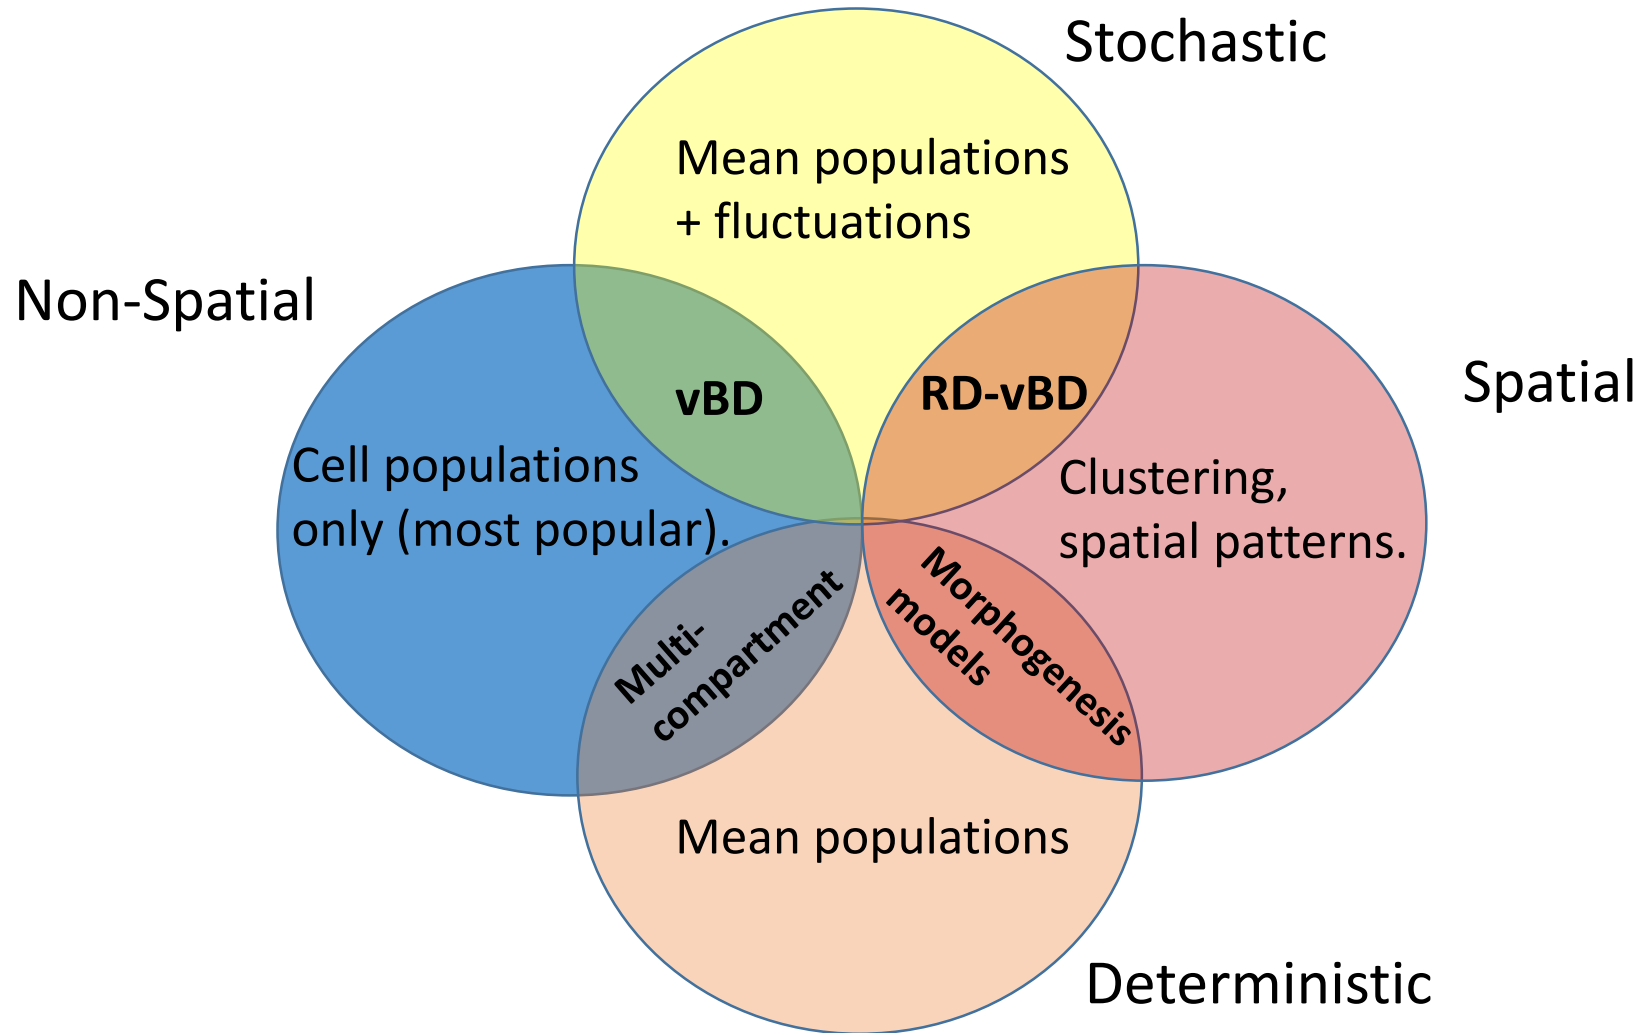 Stochastic
Mean populations
+ fluctuations
Non-Spatial
Spatial
vBD
RD-vBD
Cell populations
only (most popular).
Clustering,
spatial patterns.
Multi-
compartment
Morphogenesis
models
Mean populations
Deterministic